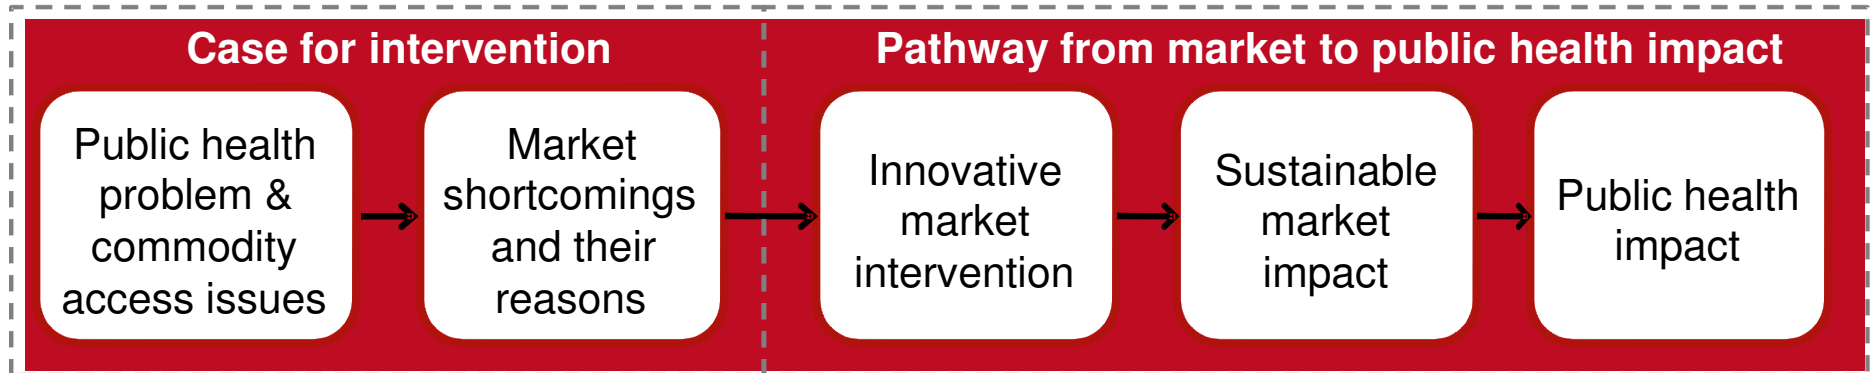 Case for intervention
Pathway from market to public health impact
Public health
problem &
commodity
access issues
Market
shortcomings
and their
reasons
Innovative
market
intervention
Sustainable
market
impact
Public health
impact